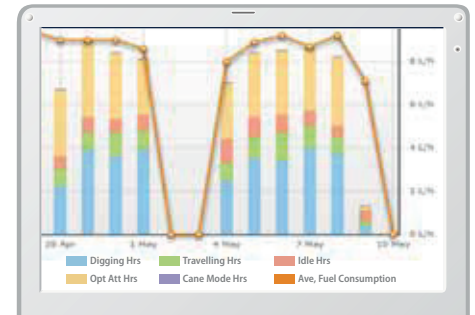 8 L/h
6 L/h
4 L/h
2 L/h
0 L/h
28 Apr 1 May 4 May 7 May 10 May
Digging Hrs Travelling Hrs Idle Hrs
Opt Att Hrs Cane Mode Hrs Ave, Fuel Consumption